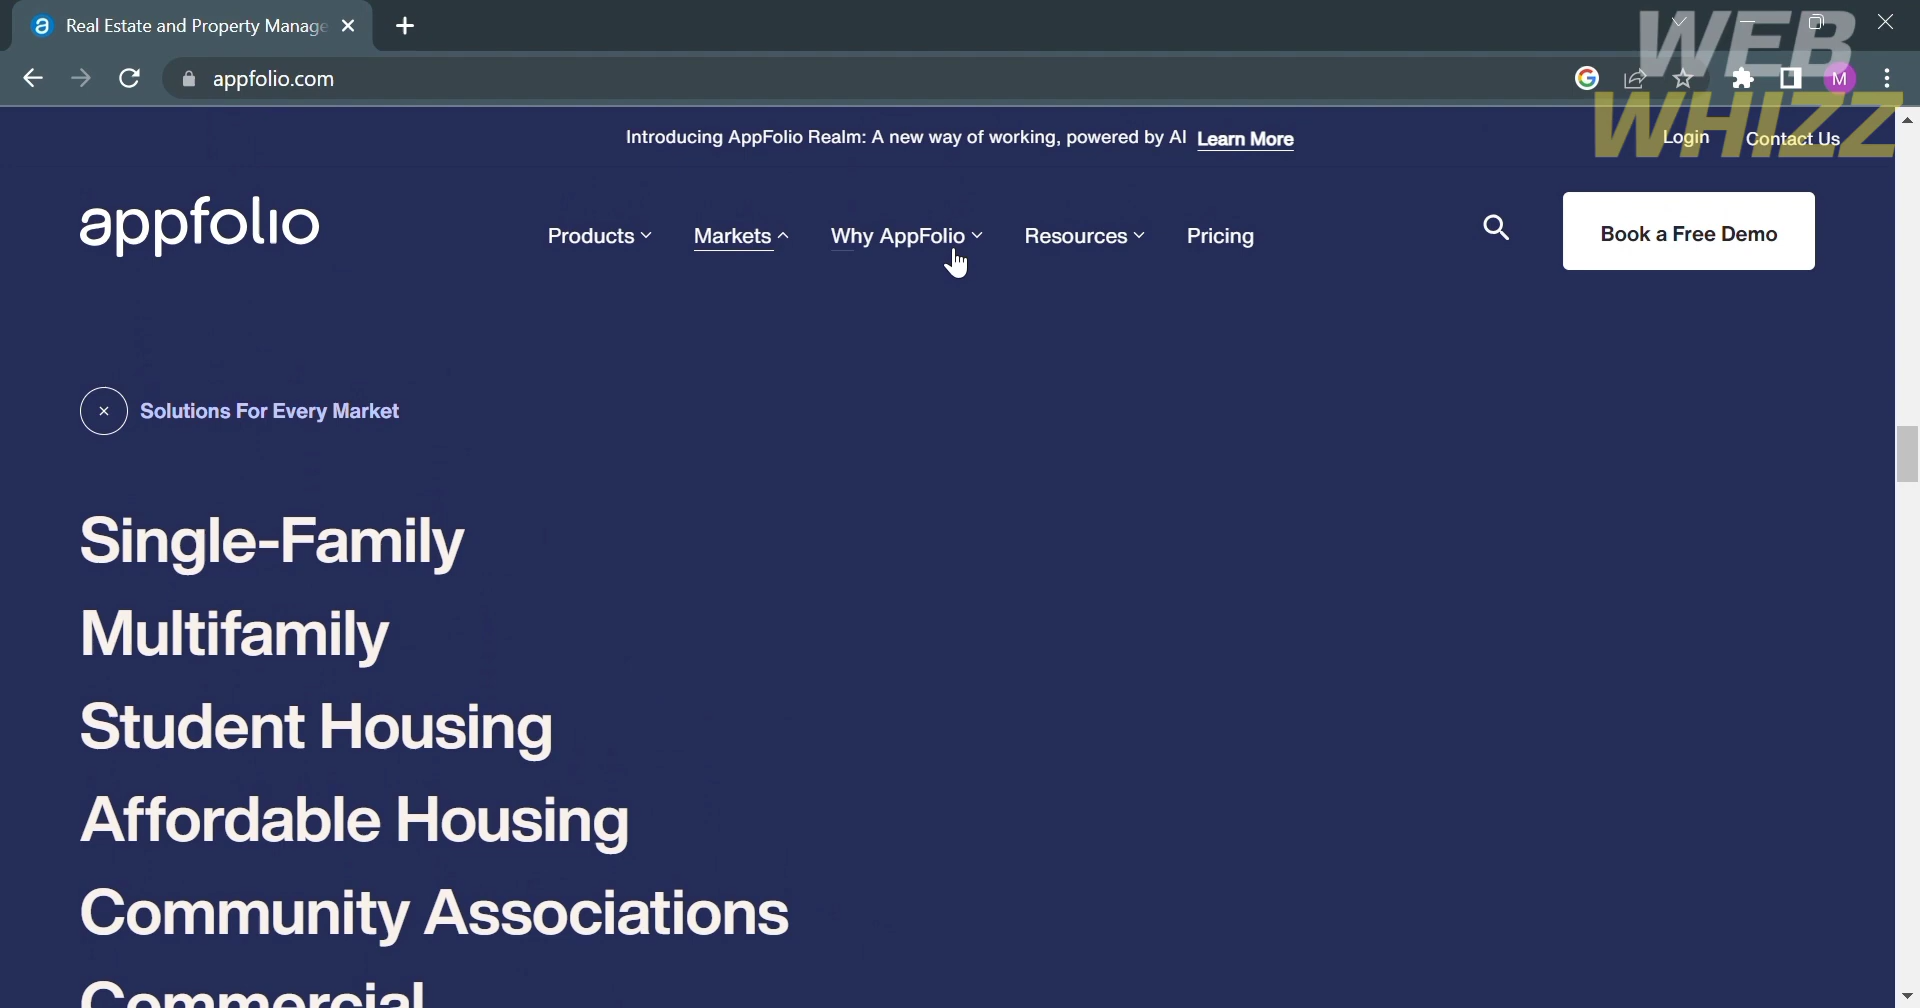 Real Estate and Property Manage
WEB
WHIZZ
appfolio.com
M
Introducing AppFolio Realm: A new way of working, powered by AI Learn More
Login Contact Us
appfolio
Products Markets Why AppFolio Resources Pricing
Book a Free Demo
Solutions For Every Market
Single-Family
Multifamily
Student Housing
Affordable Housing
Community Associations
Commercial